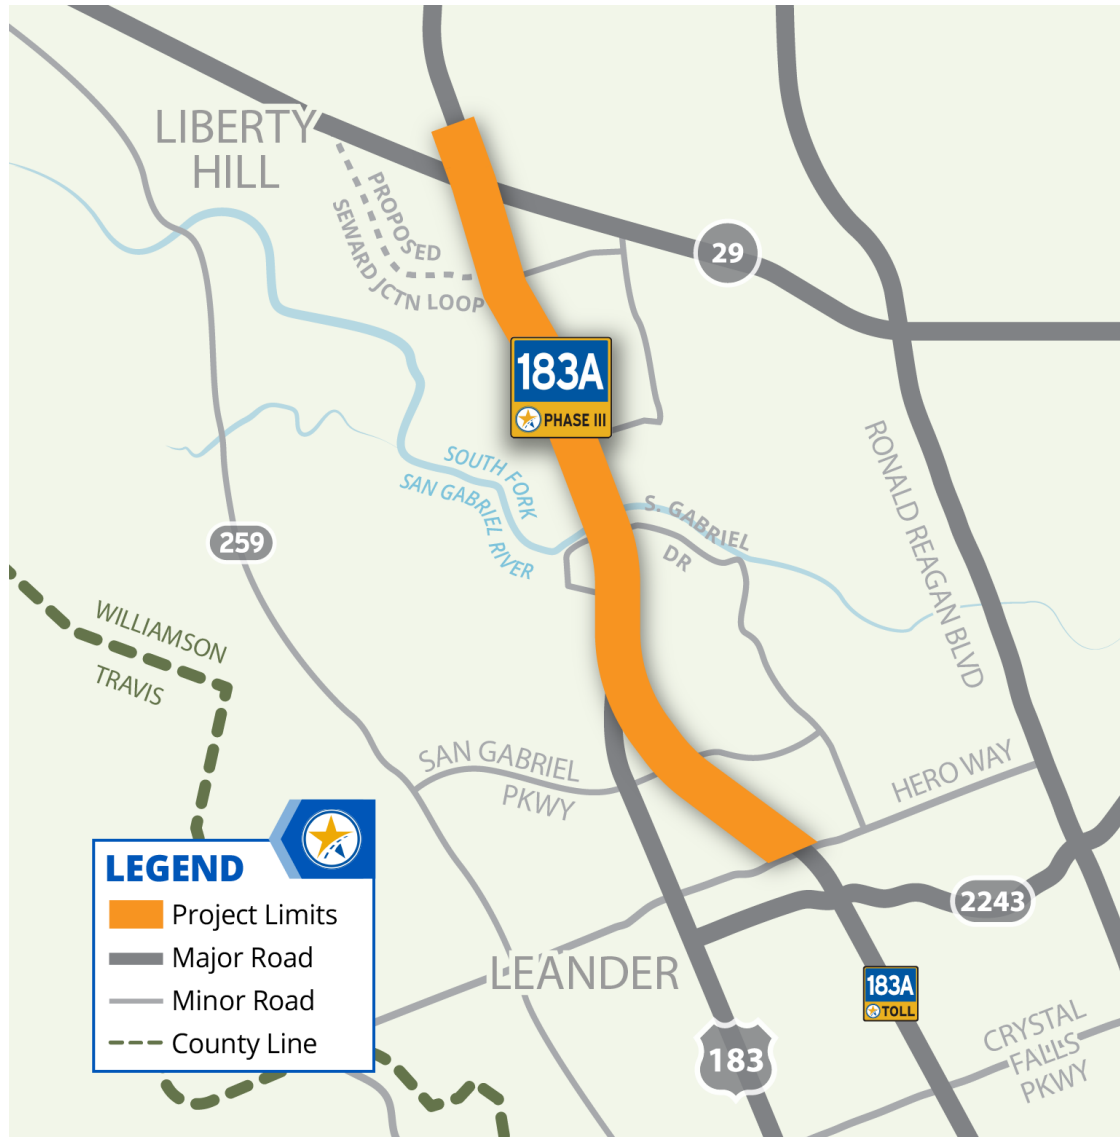 LIBERTY
HILL
PROPOSED
SEWARD JCTN LOOP
29
183A
PHASE III
SOUTH FORK
SAN GABRIEL RIVER
S. GABRIEL
DR
RONALD REAGAN BLVD
259
WILLIAMSON
TRAVIS
SAN GABRIEL
PKWY
HERO WAY
LEGEND
Project Limits
Major Road
Minor Road
County Line
2243
LEANDER
183A
TOLL
183
CRYSTAL
FALLS
PKWY